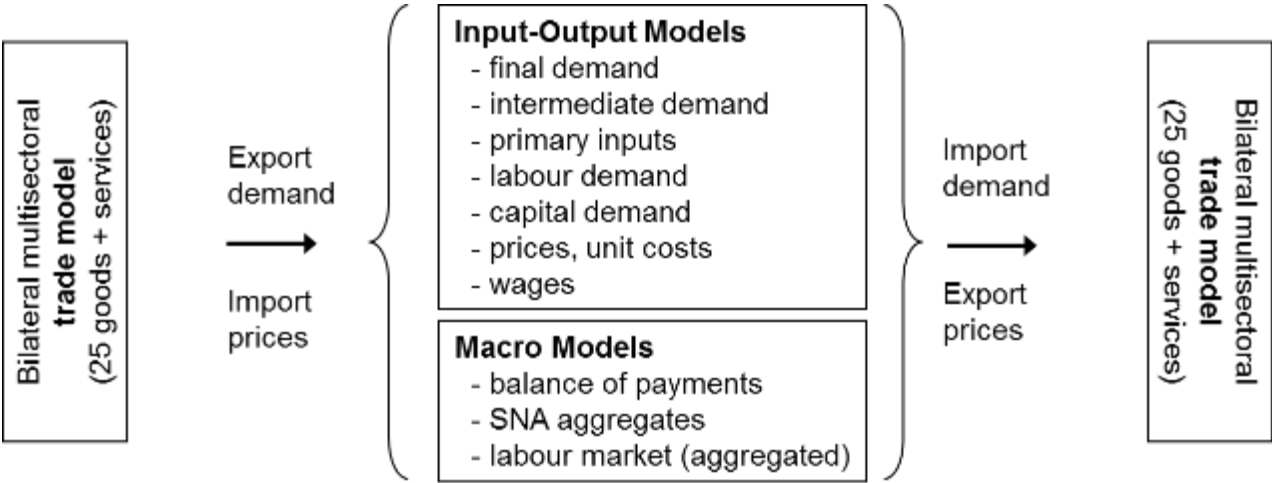 Bilateral multisectoral
trade model
(25 goods + services)
Export
demand
Import
prices
Input-Output Models
- final demand
- intermediate demand
- primary inputs
- labour demand
- capital demand
- prices, unit costs
- wages
Macro Models
- balance of payments
- SNA aggregates
- labour market (aggregated)
Import
demand
Export
prices
Bilateral multisectoral
trade model
(25 goods + services)